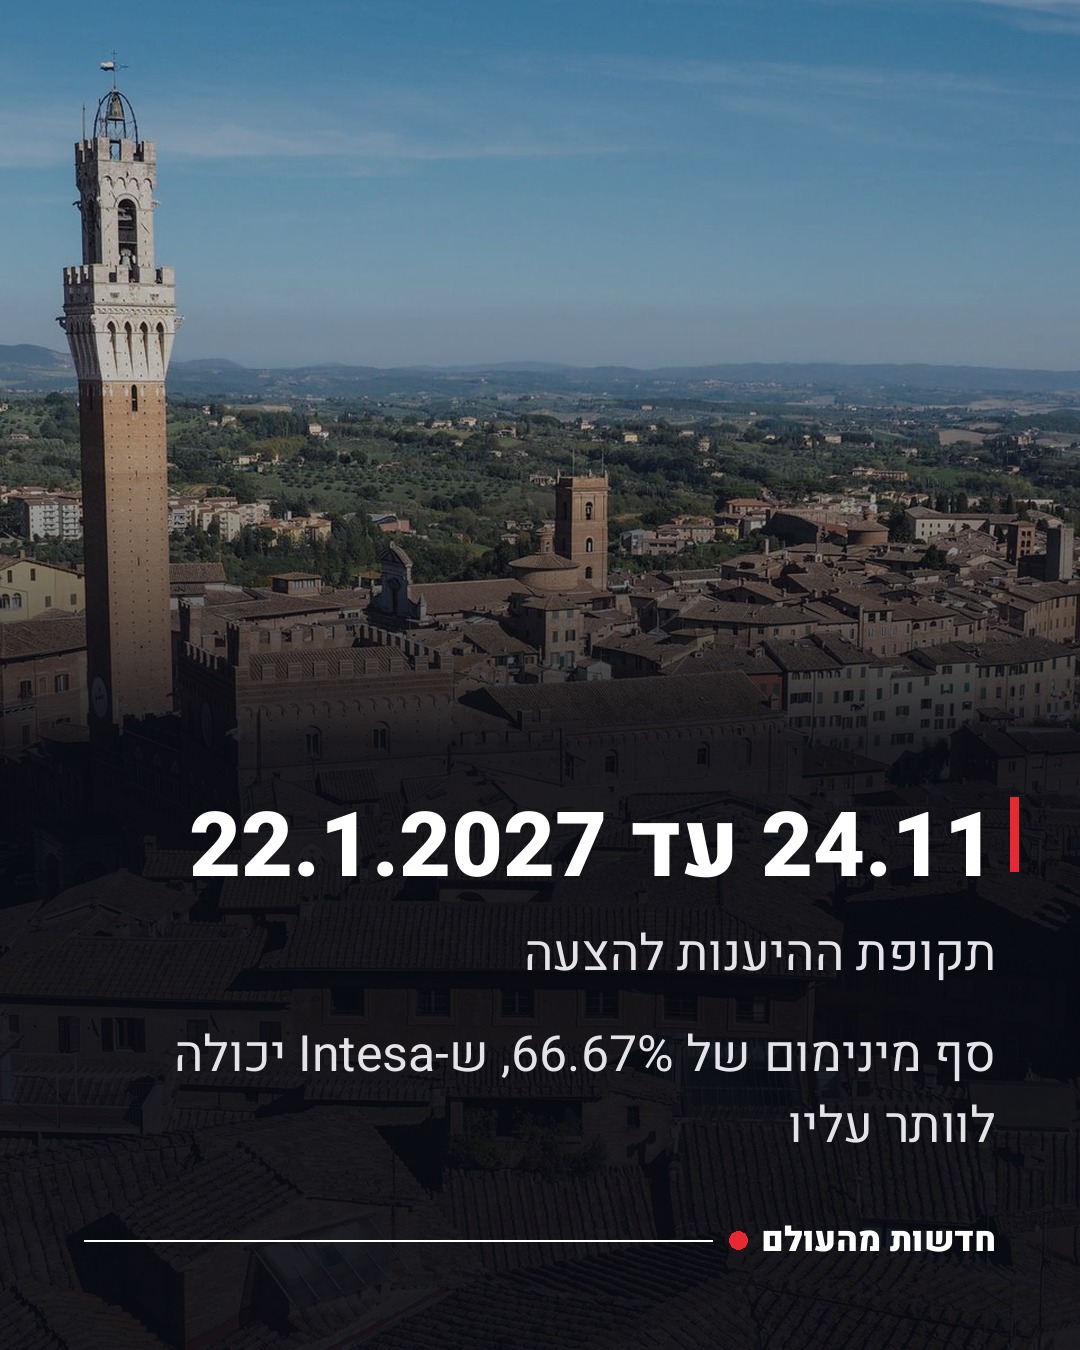 24.11 עד 22.1.2027
תקופת ההיענות להצעה
סף מינימום של 66.67%, ש-Intesa יכולה
לוותר עליו
חדשות מהעולם